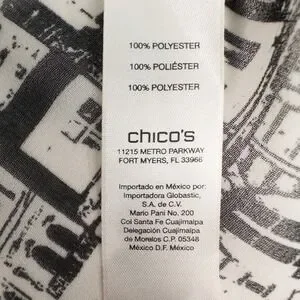 100% POLYESTER
100% POLIÉSTER
100% POLYESTER
chico's
11215 METRO PARKWAY
FORT MYERS, FL 33966
Importado en México por:
Importadora Globastic,
S.A. de C.V.
Mario Pani No. 200
Col Santa Fe Cuajimalpa
Delegación Cuajimalpa
de Morelos C.P. 05348
México D.F. México